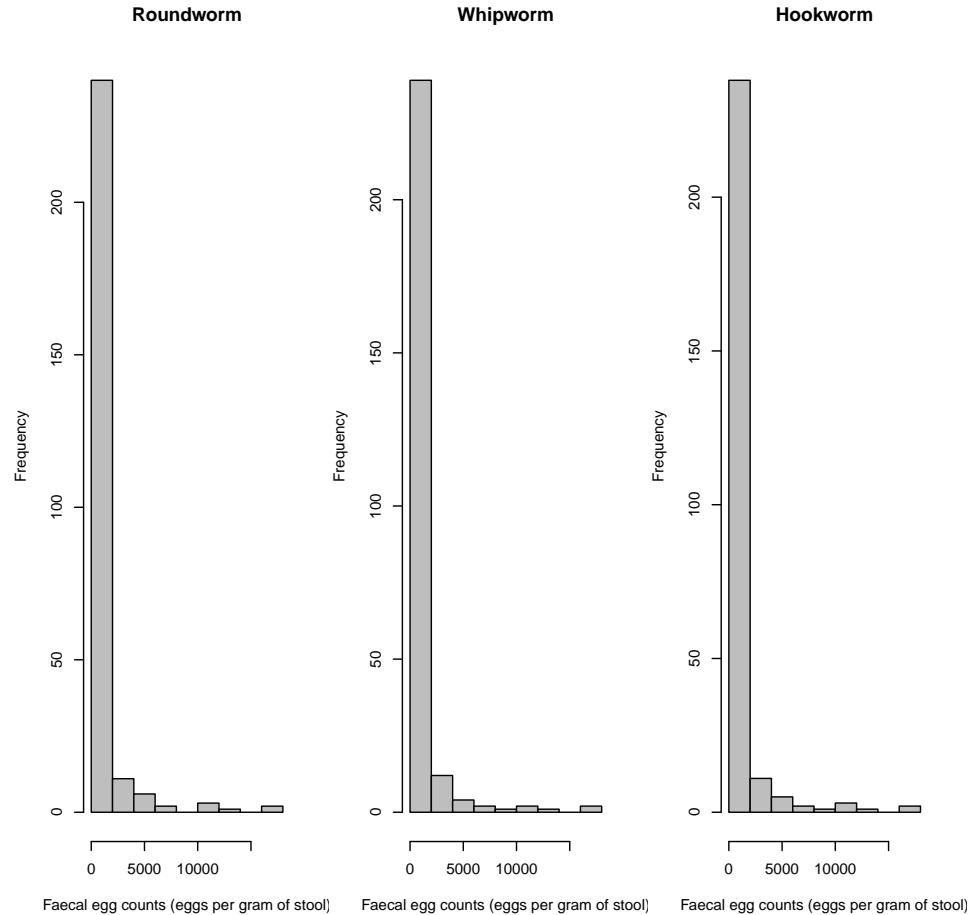 Roundworm
Frequency
200
150
100
50
0
0 5000 10000
Faecal egg counts (eggs per gram of stool)
Whipworm
Frequency
200
150
100
50
0
0 5000 10000
Faecal egg counts (eggs per gram of stool)
Hookworm
Frequency
200
150
100
50
0
0 5000 10000
Faecal egg counts (eggs per gram of stool)